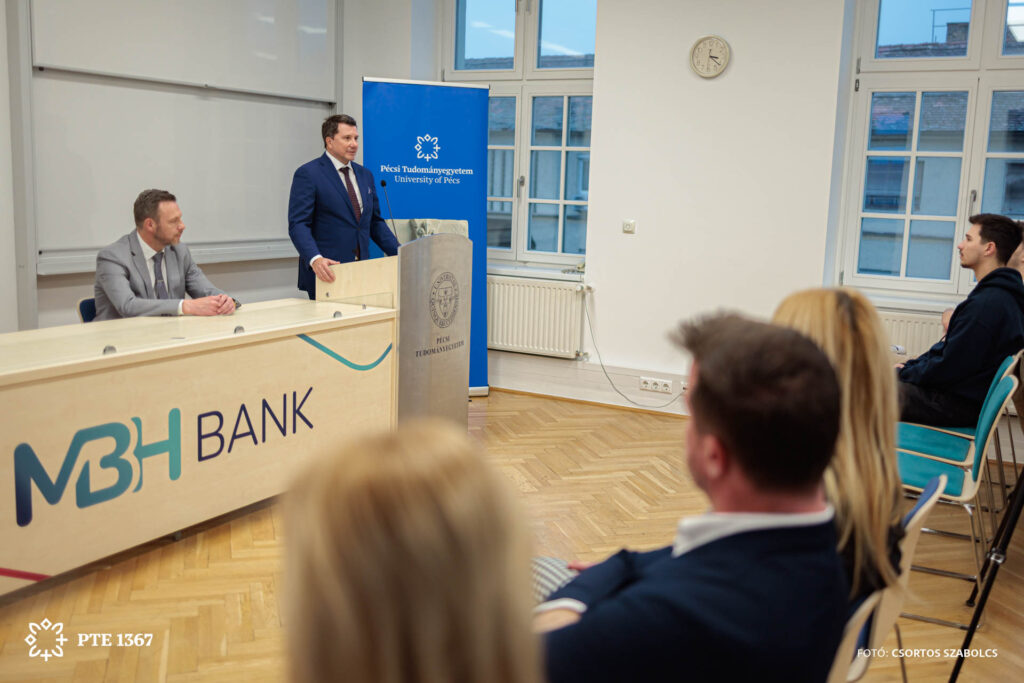 Pécsi Tudományegyetem
University of Pécs
PÉCSI
TUDOMÁNYEGYETEM
MBH BANK
PTE 1367
FOTÓ: CSORTOS SZABOLCS